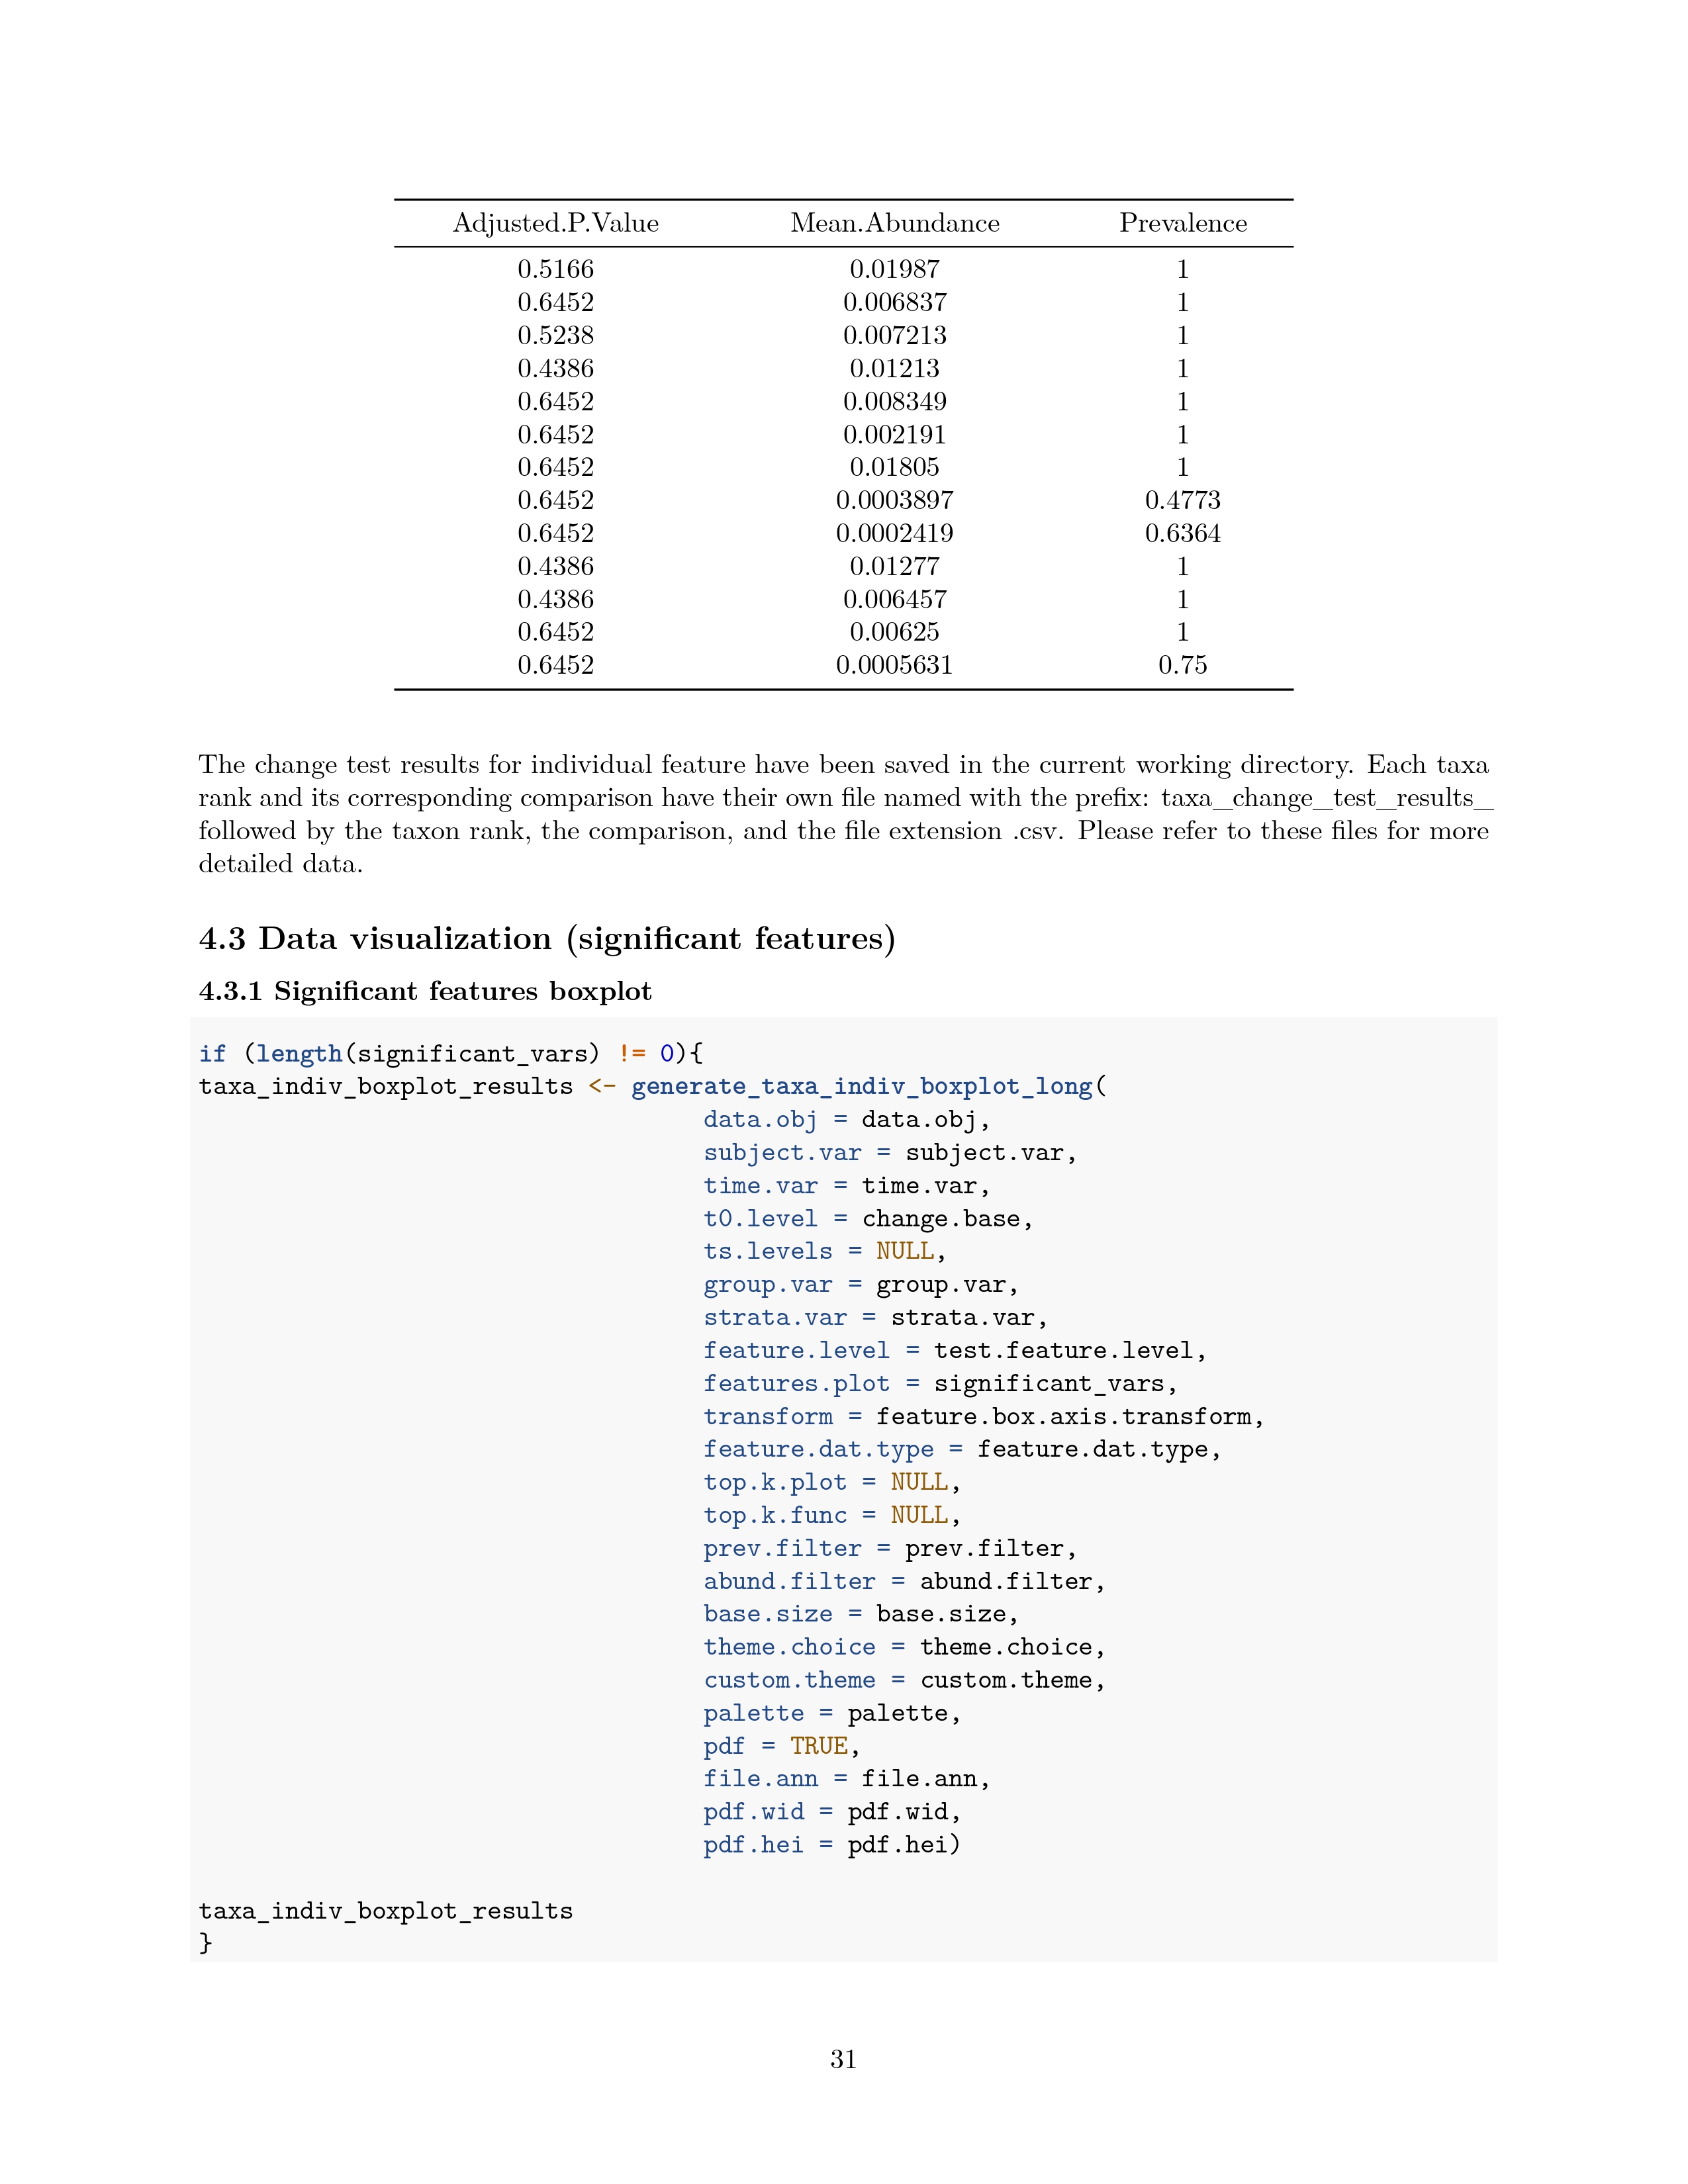 Adjusted.P.Value Mean.Abundance Prevalence
0.5166 0.01987 1
0.6452 0.006837 1
0.5238 0.007213 1
0.4386 0.01213 1
0.6452 0.008349 1
0.6452 0.002191 1
0.6452 0.01805 1
0.6452 0.0003897 0.4773
0.6452 0.0002419 0.6364
0.4386 0.01277 1
0.4386 0.006457 1
0.6452 0.00625 1
0.6452 0.0005631 0.75
The change test results for individual feature have been saved in the current working directory. Each taxa
rank and its corresponding comparison have their own file named with the prefix: taxa_change_test_results_
followed by the taxon rank, the comparison, and the file extension .csv. Please refer to these files for more
detailed data.
4.3 Data visualization (significant features)
4.3.1 Significant features boxplot
if (length(significant_vars) != 0){
taxa_indiv_boxplot_results <- generate_taxa_indiv_boxplot_long(
data.obj = data.obj,
subject.var = subject.var,
time.var = time.var,
t0.level = change.base,
ts.levels = NULL,
group.var = group.var,
strata.var = strata.var,
feature.level = test.feature.level,
features.plot = significant_vars,
transform = feature.box.axis.transform,
feature.dat.type = feature.dat.type,
top.k.plot = NULL,
top.k.func = NULL,
prev.filter = prev.filter,
abund.filter = abund.filter,
base.size = base.size,
theme.choice = theme.choice,
custom.theme = custom.theme,
palette = palette,
pdf = TRUE,
file.ann = file.ann,
pdf.wid = pdf.wid,
pdf.hei = pdf.hei)
taxa_indiv_boxplot_results
}
31